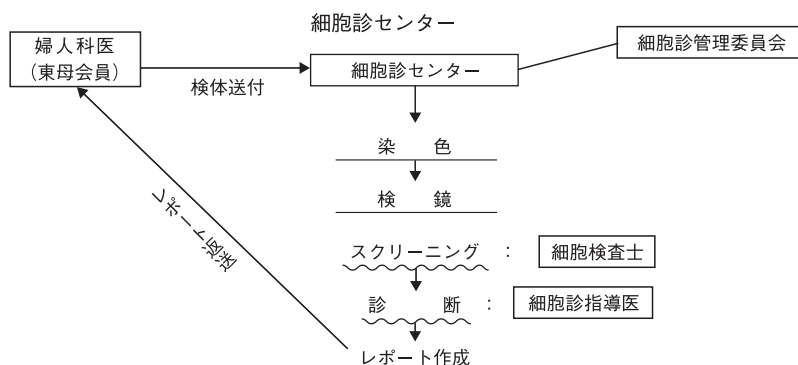 細胞診センター
婦人科医
(東母会員)
検体送付
細胞診センター
細胞診管理委員会
染 色
検 鏡
スクリーニング : 細胞検査士
診 断 : 細胞診指導医
レポート作成
レポート返送